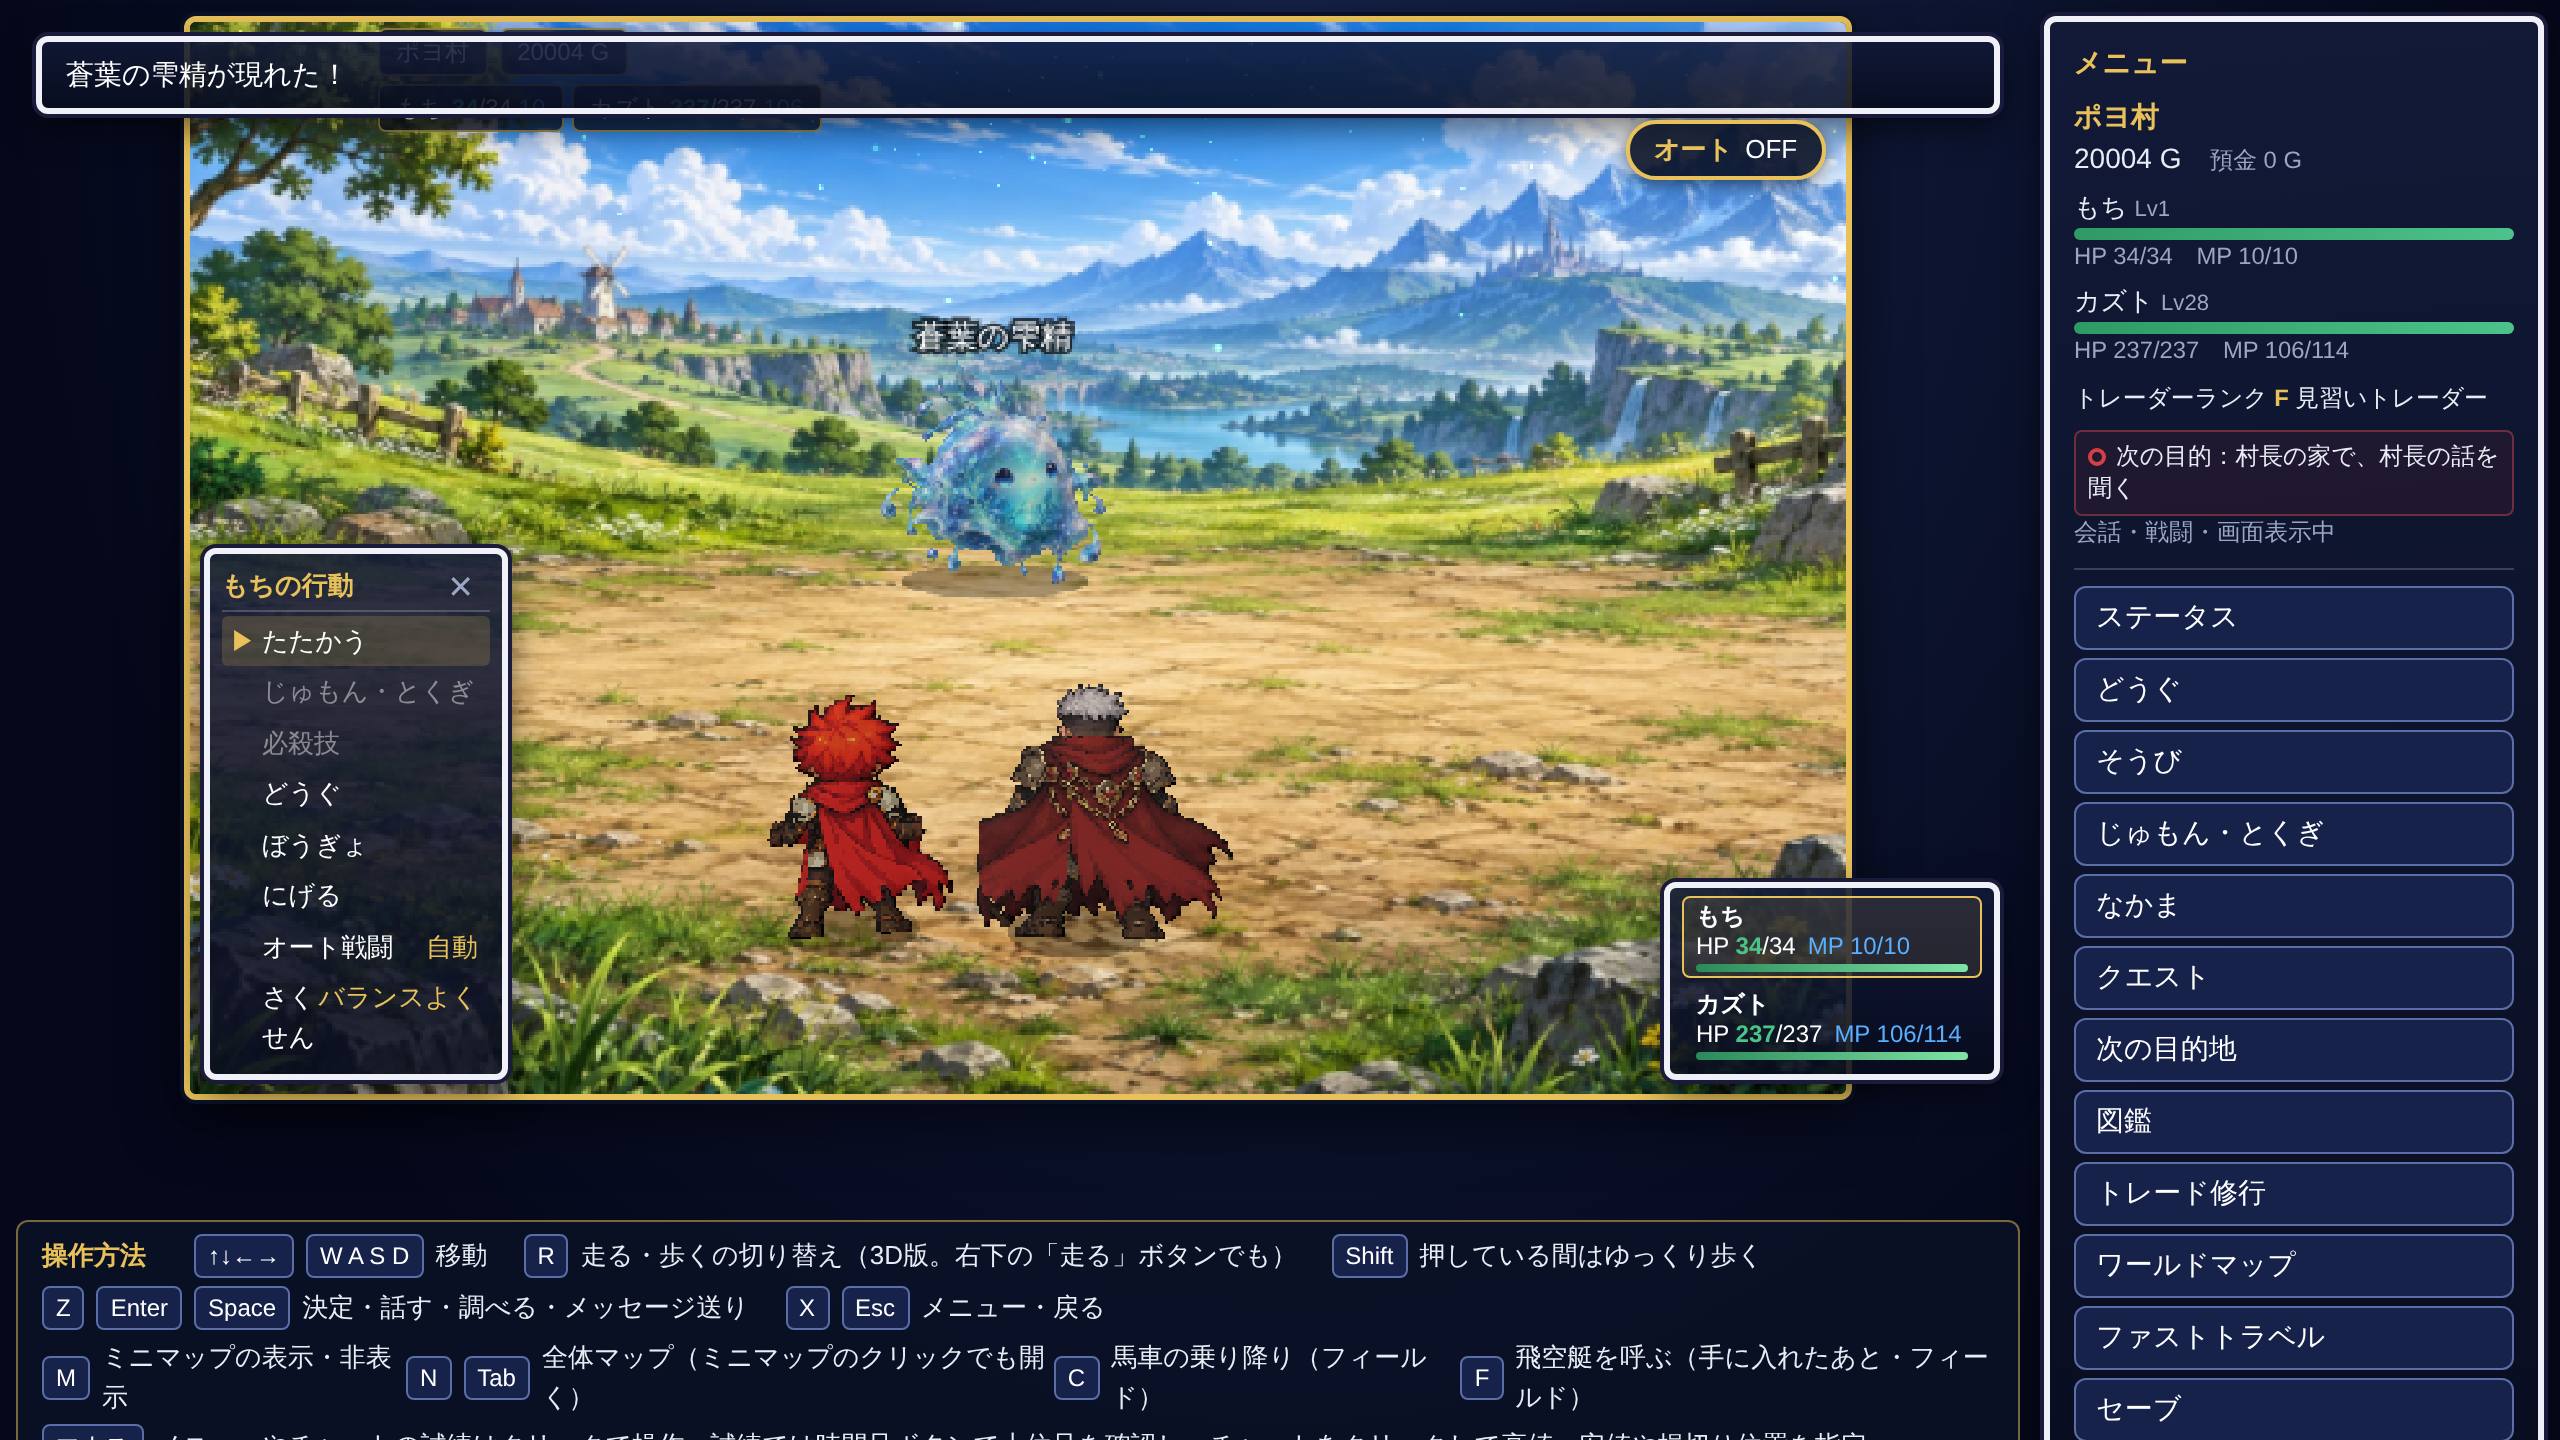 ポヨ村 20004 G
蒼葉の雫精が現れた！
オート OFF
蒼葉の雫精
もちの行動 ✕
▶ たたかう
じゅもん・とくぎ
必殺技
どうぐ
ぼうぎょ
にげる
オート戦闘 自動
さくせん バランスよく
もち
HP 34/34 MP 10/10
カズト
HP 237/237 MP 106/114
メニュー
ポヨ村
20004 G 預金 0 G
もち Lv1
HP 34/34 MP 10/10
カズト Lv28
HP 237/237 MP 106/114
トレーダーランク F 見習いトレーダー
次の目的：村長の家で、村長の話を
聞く
会話・戦闘・画面表示中
ステータス
どうぐ
そうび
じゅもん・とくぎ
なかま
クエスト
次の目的地
図鑑
トレード修行
ワールドマップ
ファストトラベル
セーブ
操作方法 ↑↓←→ W A S D 移動 R 走る・歩くの切り替え（3D版。右下の「走る」ボタンでも） Shift 押している間はゆっくり歩く
Z Enter Space 決定・話す・調べる・メッセージ送り X Esc メニュー・戻る
M ミニマップの表示・非表示 N Tab 全体マップ（ミニマップのクリックでも開く） C 馬車の乗り降り（フィールド） F 飛空艇を呼ぶ（手に入れたあと・フィールド）